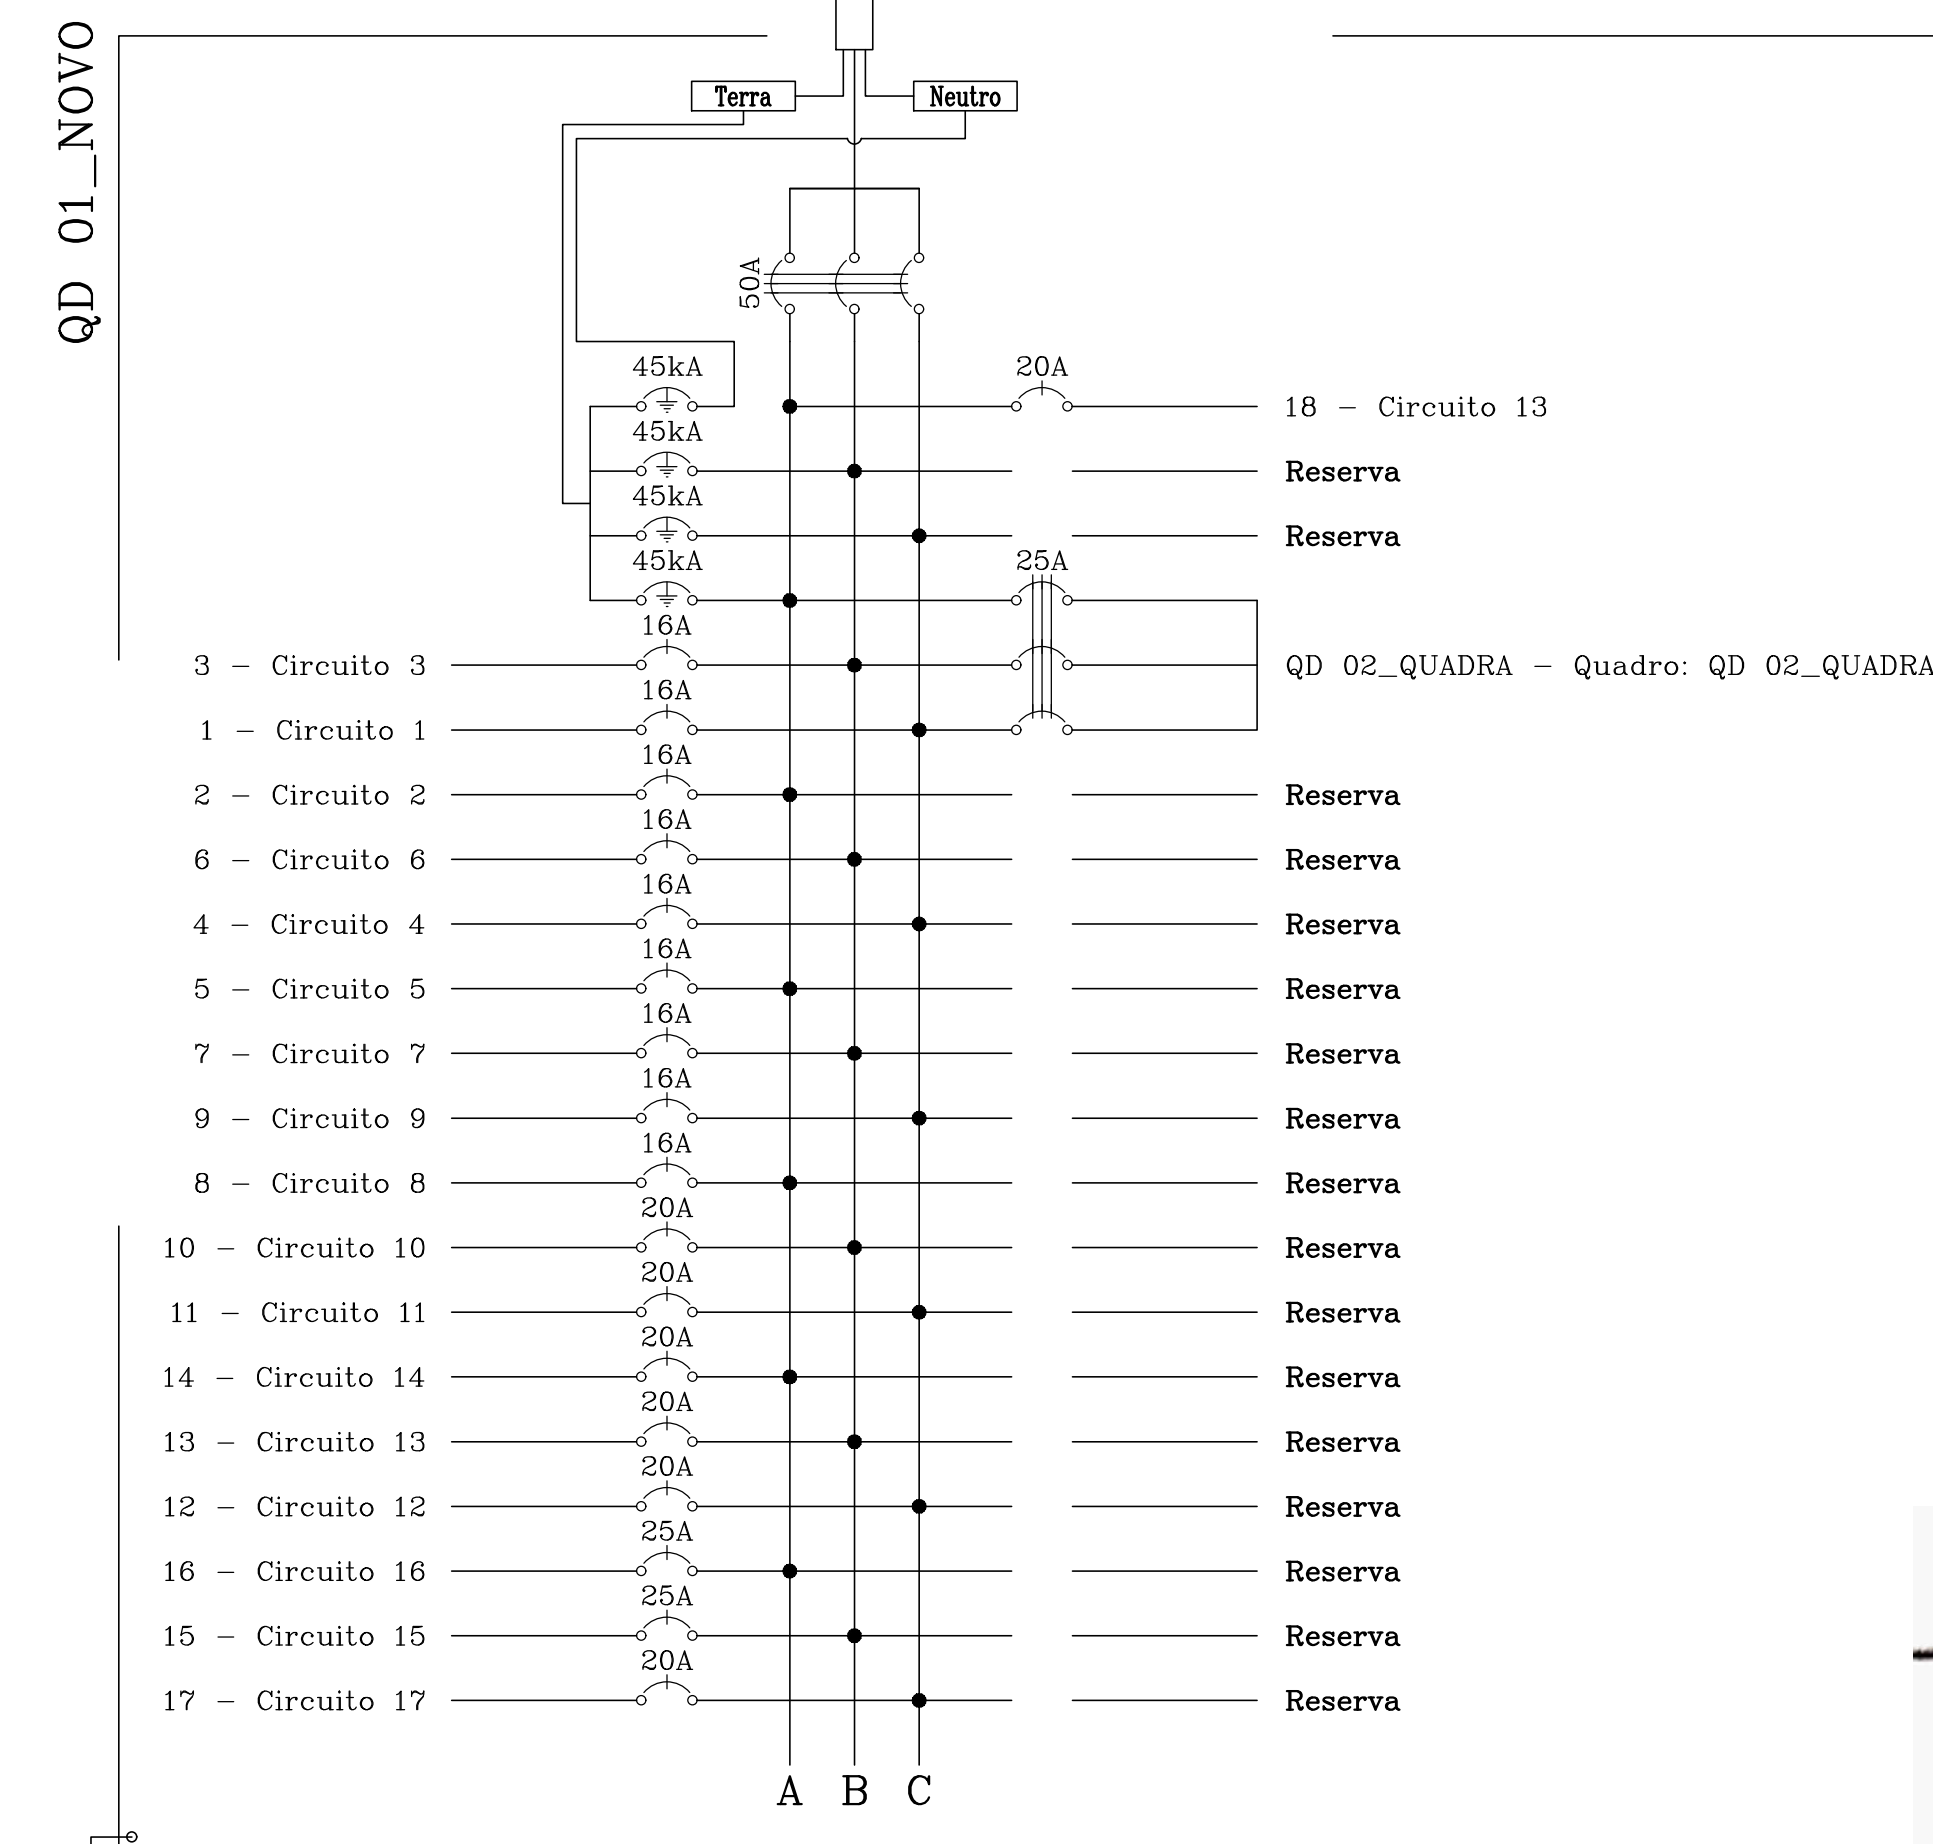 QD 01_NOVO
Terra
Neutro
50A
45kA
20A
18 - Circuito 13
45kA
Reserva
45kA
Reserva
45kA
25A
16A
3 - Circuito 3
QD 02_QUADRA - Quadro: QD 02_QUADRA
16A
1 - Circuito 1
16A
2 - Circuito 2
Reserva
16A
6 - Circuito 6
Reserva
16A
4 - Circuito 4
Reserva
16A
5 - Circuito 5
Reserva
16A
7 - Circuito 7
Reserva
16A
9 - Circuito 9
Reserva
16A
8 - Circuito 8
Reserva
20A
10 - Circuito 10
Reserva
20A
11 - Circuito 11
Reserva
20A
14 - Circuito 14
Reserva
20A
13 - Circuito 13
Reserva
20A
12 - Circuito 12
Reserva
25A
16 - Circuito 16
Reserva
25A
15 - Circuito 15
Reserva
20A
17 - Circuito 17
Reserva
A B C